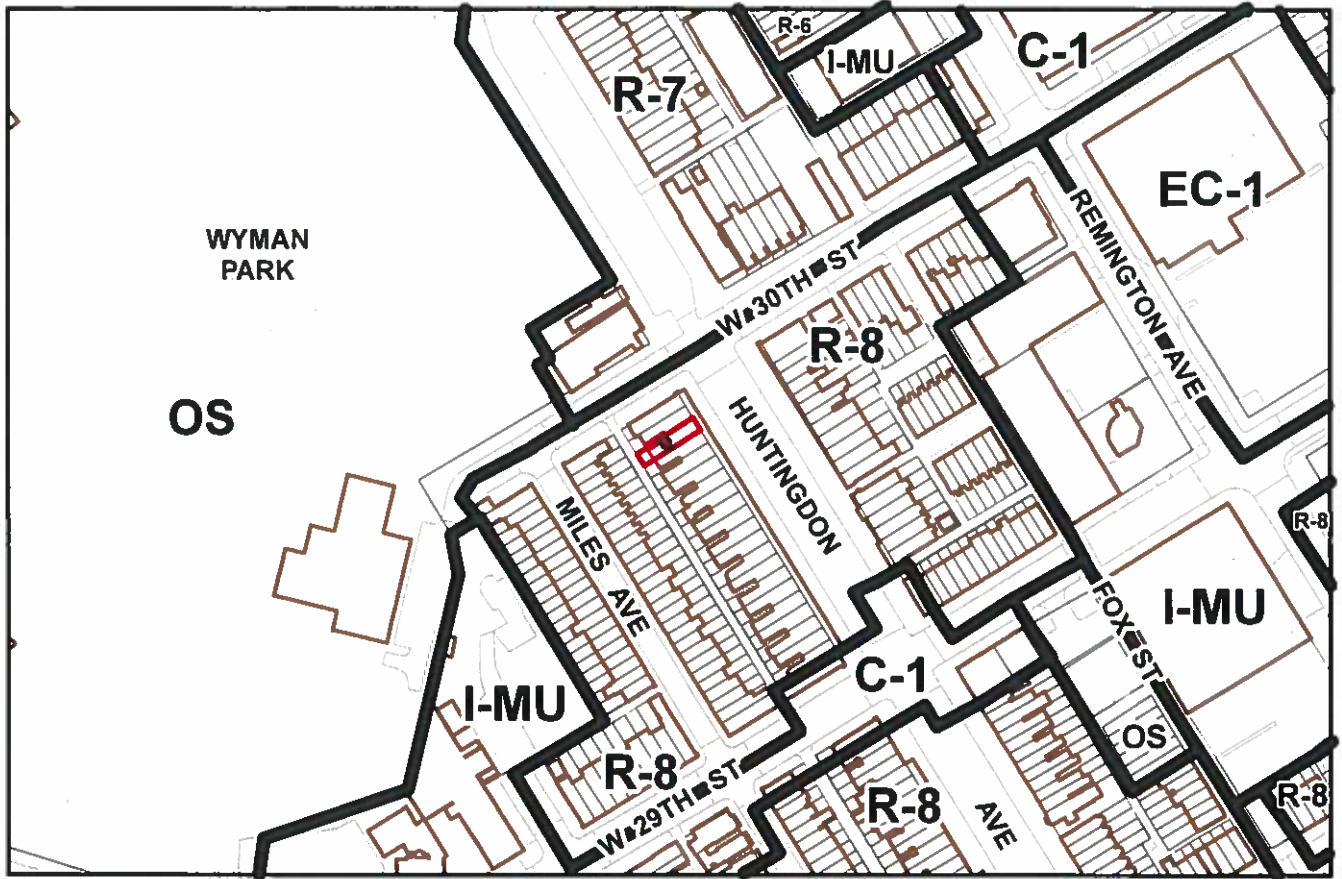 R-6
C-1
I-MU
R-7
EC-1
WYMAN
PARK
REMINGTON AVE
W 30TH ST
R-8
OS
HUNTINGDON
MILES
AVE
R-8
FOX ST
I-MU
C-1
I-MU
OS
R-8
W 29TH ST
R-8
AVE
R-8